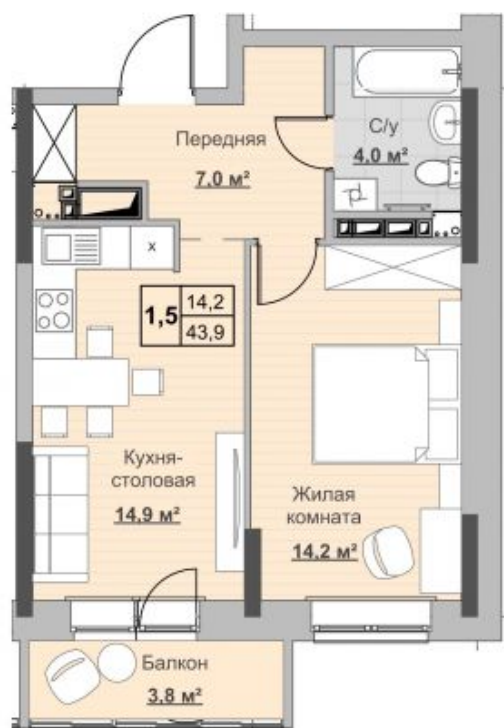 С/у
4,0 м²
Передняя
7,0 м²
х
1,5
14,2
43,9
Кухня-
столовая
14,9 м²
Жилая
комната
14,2 м²
Балкон
3,8 м²